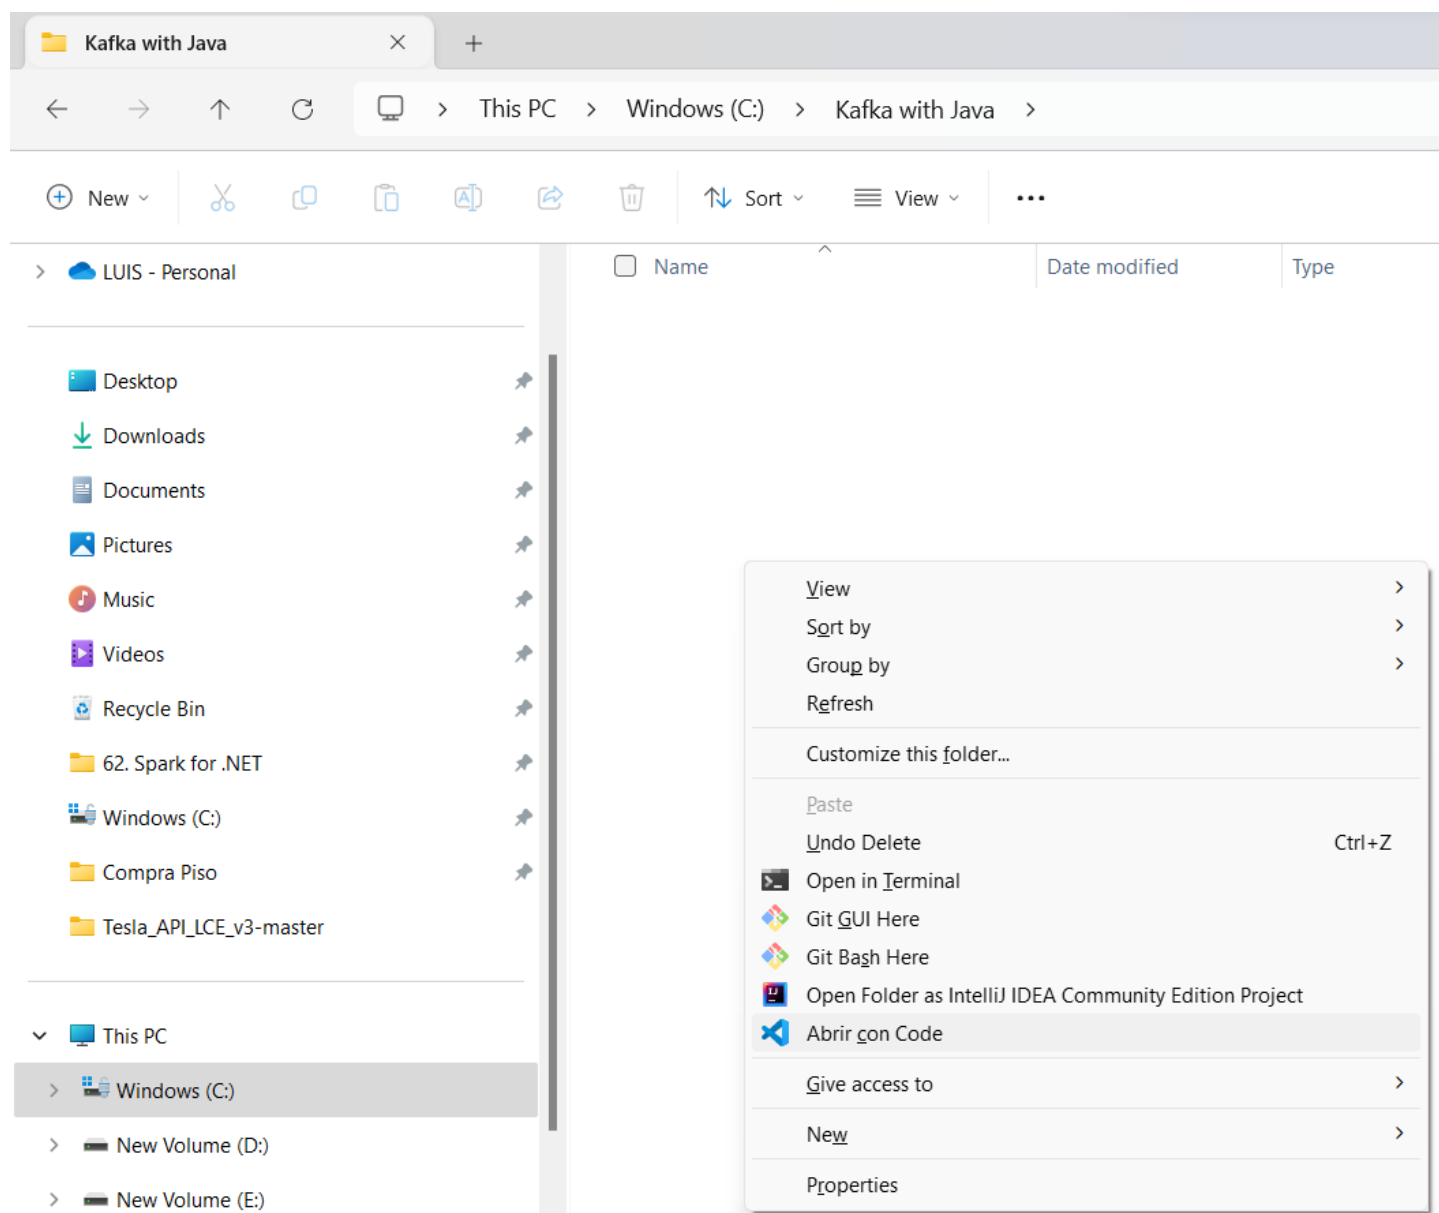 Kafka with Java
This PC > Windows (C:) > Kafka with Java >
New
Sort
View
LUIS - Personal
Desktop
Downloads
Documents
Pictures
Music
Videos
Recycle Bin
62. Spark for .NET
Windows (C:)
Compra Piso
Tesla_API_LCE_v3-master
This PC
Windows (C:)
New Volume (D:)
New Volume (E:)
Name Date modified Type
View
Sort by
Group by
Refresh
Customize this folder...
Paste
Undo Delete Ctrl+Z
Open in Terminal
Git GUI Here
Git Bash Here
Open Folder as IntelliJ IDEA Community Edition Project
Abrir con Code
Give access to
New
Properties